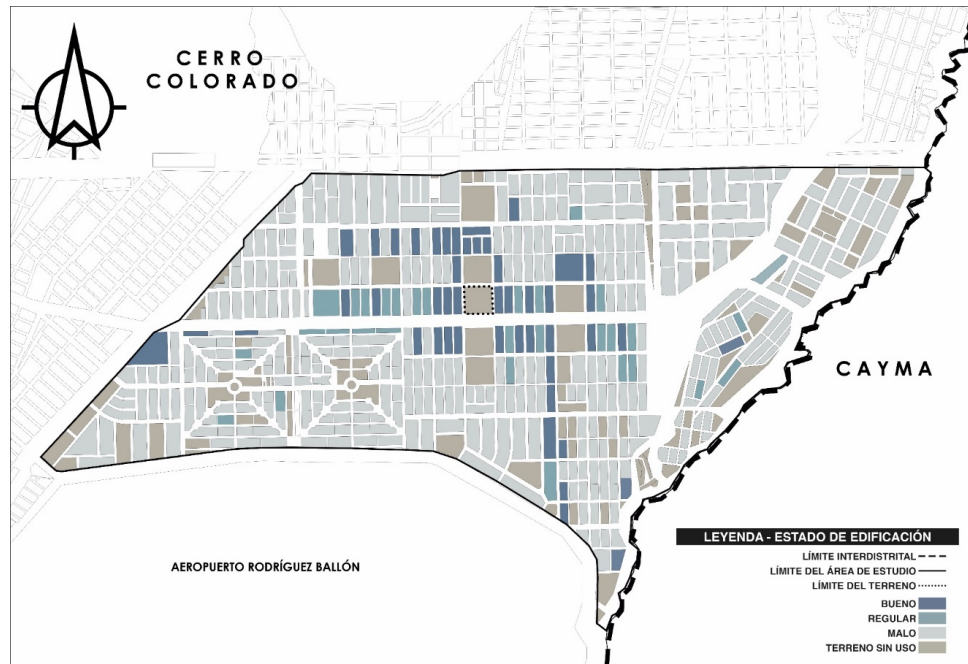 CERRO
COLORADO
CAYMA
AEROPUERTO RODRÍGUEZ BALLÓN
LEYENDA - ESTADO DE EDIFICACIÓN
LÍMITE INTERDISTRITAL
LÍMITE DEL ÁREA DE ESTUDIO
LÍMITE DEL TERRENO
BUENO
REGULAR
MALO
TERRENO SIN USO